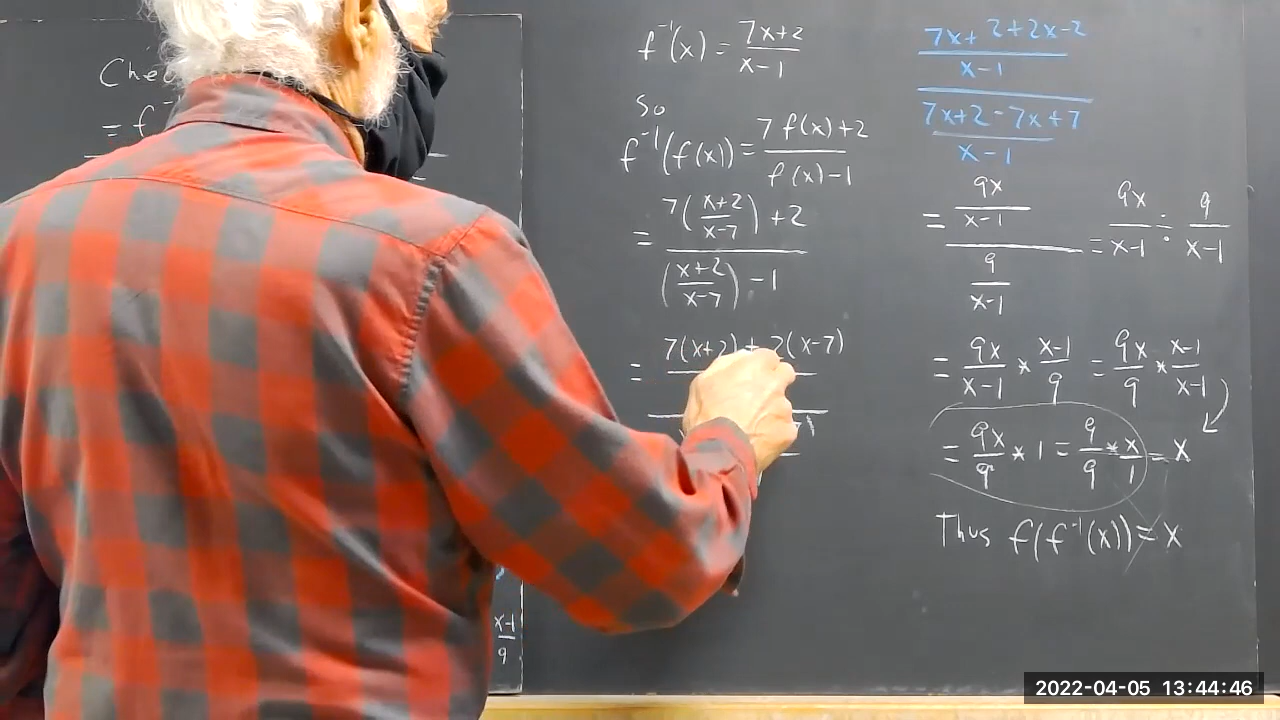 f⁻¹(x) = (7x+2)/(x-1)
So
f⁻¹(f(x)) = (7f(x)+2)/(f(x)-1)
= (7((x+2)/(x-7)) + 2)/(((x+2)/(x-7)) - 1)
= 7(x+2) + 2(x-7)
((7x+2+2x-2)/(x-1))/((7x+2-7x+7)/(x-1))
= (9x/(x-1))/(9/(x-1)) = 9x/(x-1) ÷ 9/(x-1)
= 9x/(x-1) * (x-1)/9 = 9x/9 * (x-1)/(x-1)
= 9x/9 * 1 = 9/9 * x/1 = x
Thus f(f⁻¹(x)) = x
= f
(x-1)/9
2022-04-05 13:44:46